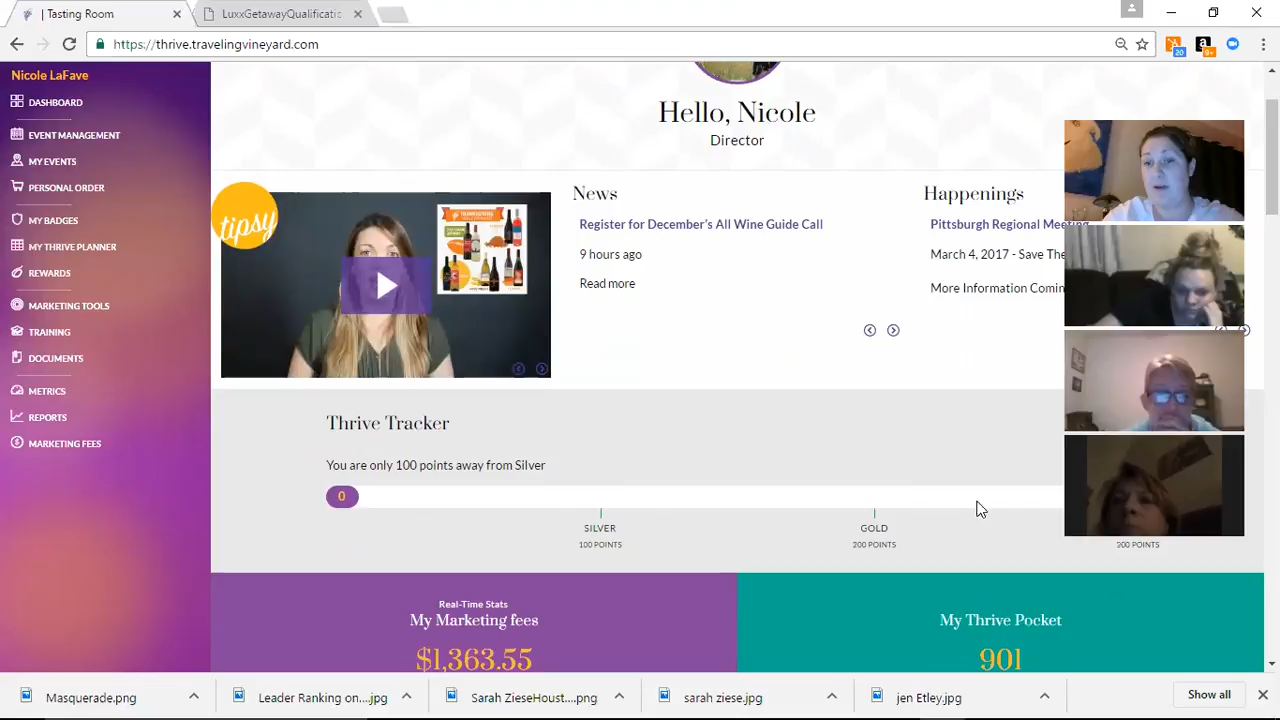 Tasting Room
LuxxGetawayQualificatic
https://thrive.travelingvineyard.com
20
9+
Nicole LaFave
DASHBOARD
EVENT MANAGEMENT
MY EVENTS
PERSONAL ORDER
MY BADGES
MY THRIVE PLANNER
REWARDS
MARKETING TOOLS
TRAINING
DOCUMENTS
METRICS
REPORTS
MARKETING FEES
Hello, Nicole
Director
tipsy
News
Register for December's All Wine Guide Call
9 hours ago
Read more
Happenings
Pittsburgh Regional Meeting
March 4, 2017 - Save The
More Information Comin
Thrive Tracker
You are only 100 points away from Silver
0
SILVER
100 POINTS
GOLD
200 POINTS
300 POINTS
Real-Time Stats
My Marketing fees
$1,363.55
My Thrive Pocket
901
Masquerade.png
Leader Ranking on....jpg
Sarah ZieseHoust....png
sarah ziese.jpg
jen Etley.jpg
Show all